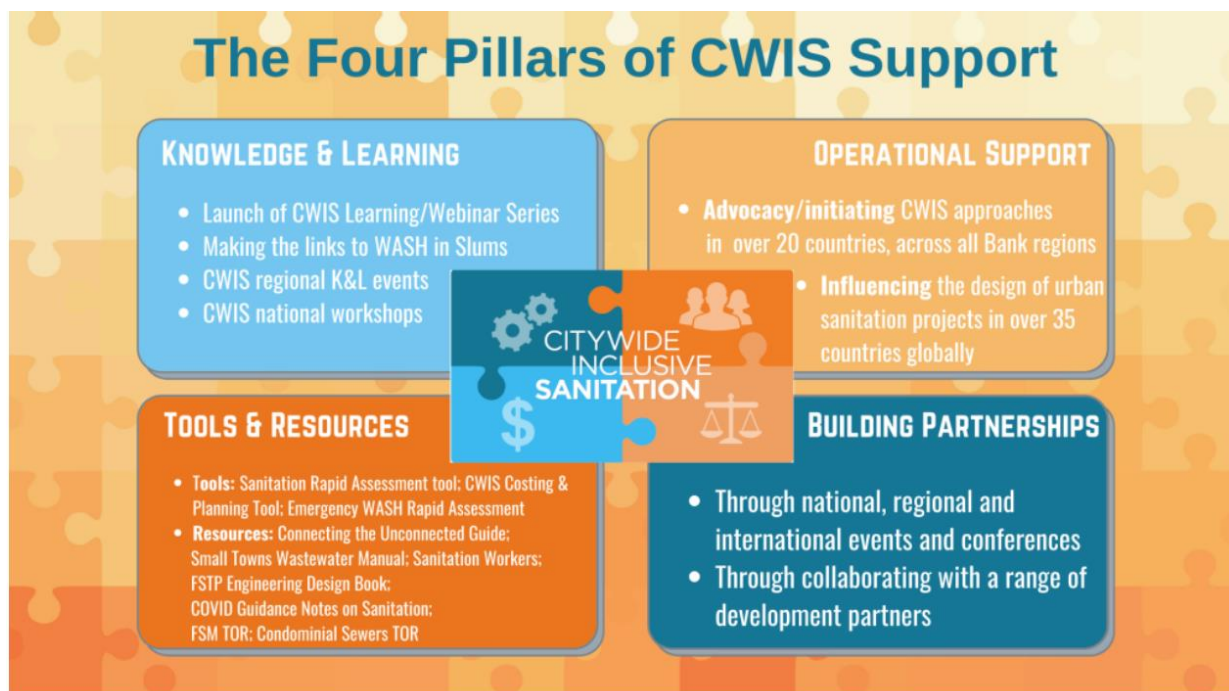 The Four Pillars of CWIS Support
KNOWLEDGE & LEARNING
• Launch of CWIS Learning/Webinar Series
• Making the links to WASH in Slums
• CWIS regional K&L events
• CWIS national workshops
OPERATIONAL SUPPORT
• Advocacy/initiating CWIS approaches
in over 20 countries, across all Bank regions
• Influencing the design of urban
sanitation projects in over 35
countries globally
CITYWIDE
INCLUSIVE
SANITATION
$
TOOLS & RESOURCES
• Tools: Sanitation Rapid Assessment tool; CWIS Costing &
Planning Tool; Emergency WASH Rapid Assessment
• Resources: Connecting the Unconnected Guide;
Small Towns Wastewater Manual; Sanitation Workers;
FSTP Engineering Design Book;
COVID Guidance Notes on Sanitation;
FSM TOR; Condominial Sewers TOR
BUILDING PARTNERSHIPS
• Through national, regional and
international events and conferences
• Through collaborating with a range of
development partners